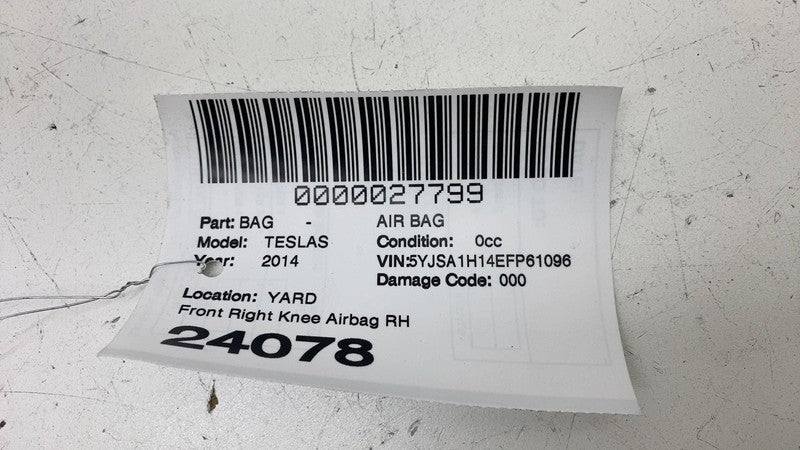 0000027799
Part: BAG - AIR BAG
Model: TESLAS Condition: 0cc
Year: 2014 VIN:5YJSA1H14EFP61096
Damage Code: 000
Location: YARD
Front Right Knee Airbag RH
24078